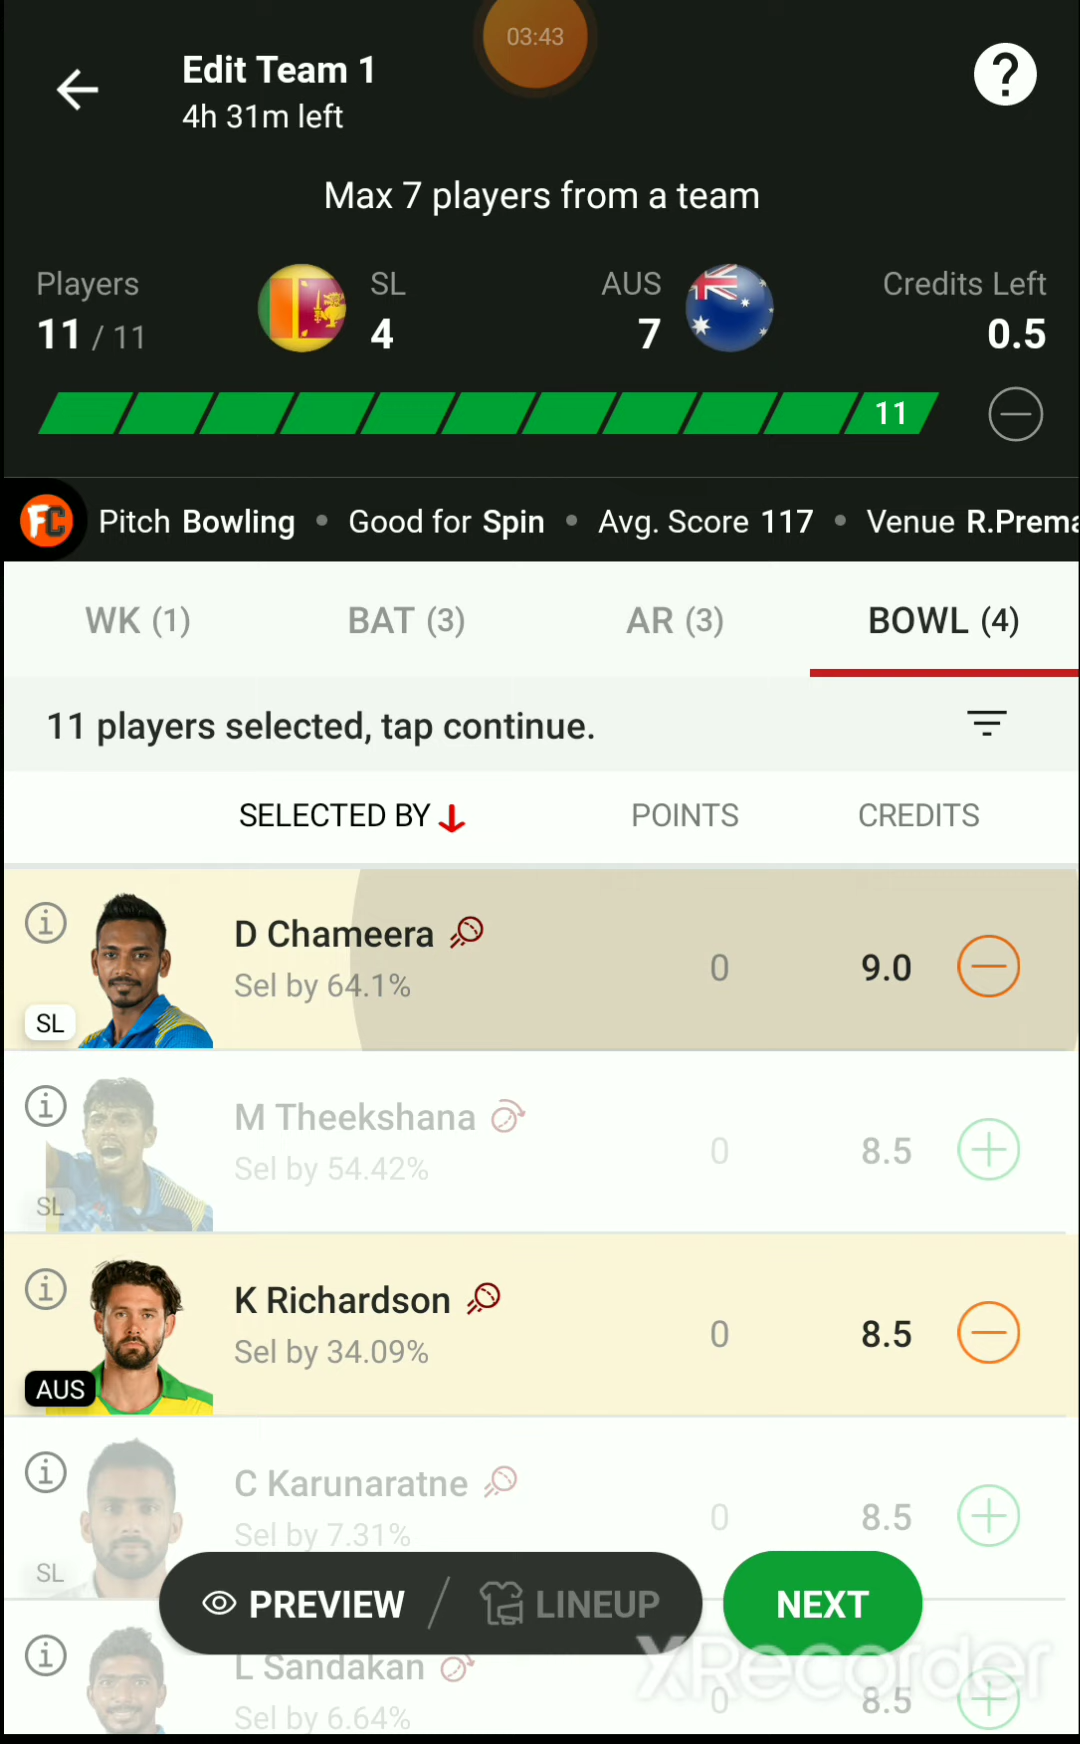 03:43
Edit Team 1
4h 31m left
?
Max 7 players from a team
Players
11 / 11
SL
4
AUS
7
Credits Left
0.5
11
FC Pitch Bowling • Good for Spin • Avg. Score 117 • Venue R.Prema
WK (1) BAT (3) AR (3) BOWL (4)
11 players selected, tap continue.
SELECTED BY POINTS CREDITS
D Chameera
Sel by 64.1%
0 9.0
SL
M Theekshana
Sel by 54.42%
0 8.5
SL
K Richardson
Sel by 34.09%
0 8.5
AUS
C Karunaratne
Sel by 7.31%
0 8.5
SL
PREVIEW / LINEUP NEXT
XRecorder
L Sandakan
Sel by 6.64%
0 8.5